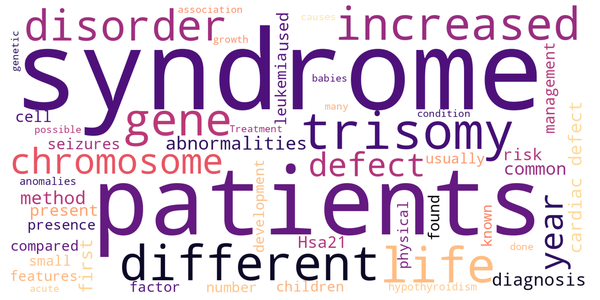 association
causes
disorder
increased
growth
genetic
syndrome
leukemia
used
babies
management
cell
many
condition
gene
trisomy
possible
Treatment
seizures
abnormalities
cardiac defect
chromosome
defect
usually
risk
common
anomalies
patients
method
development
present
physical
found
known
year
presence
Hsa21
compared
first
different
life
done
small
features
diagnosis
factor
number
children
hypothyroidism
acute